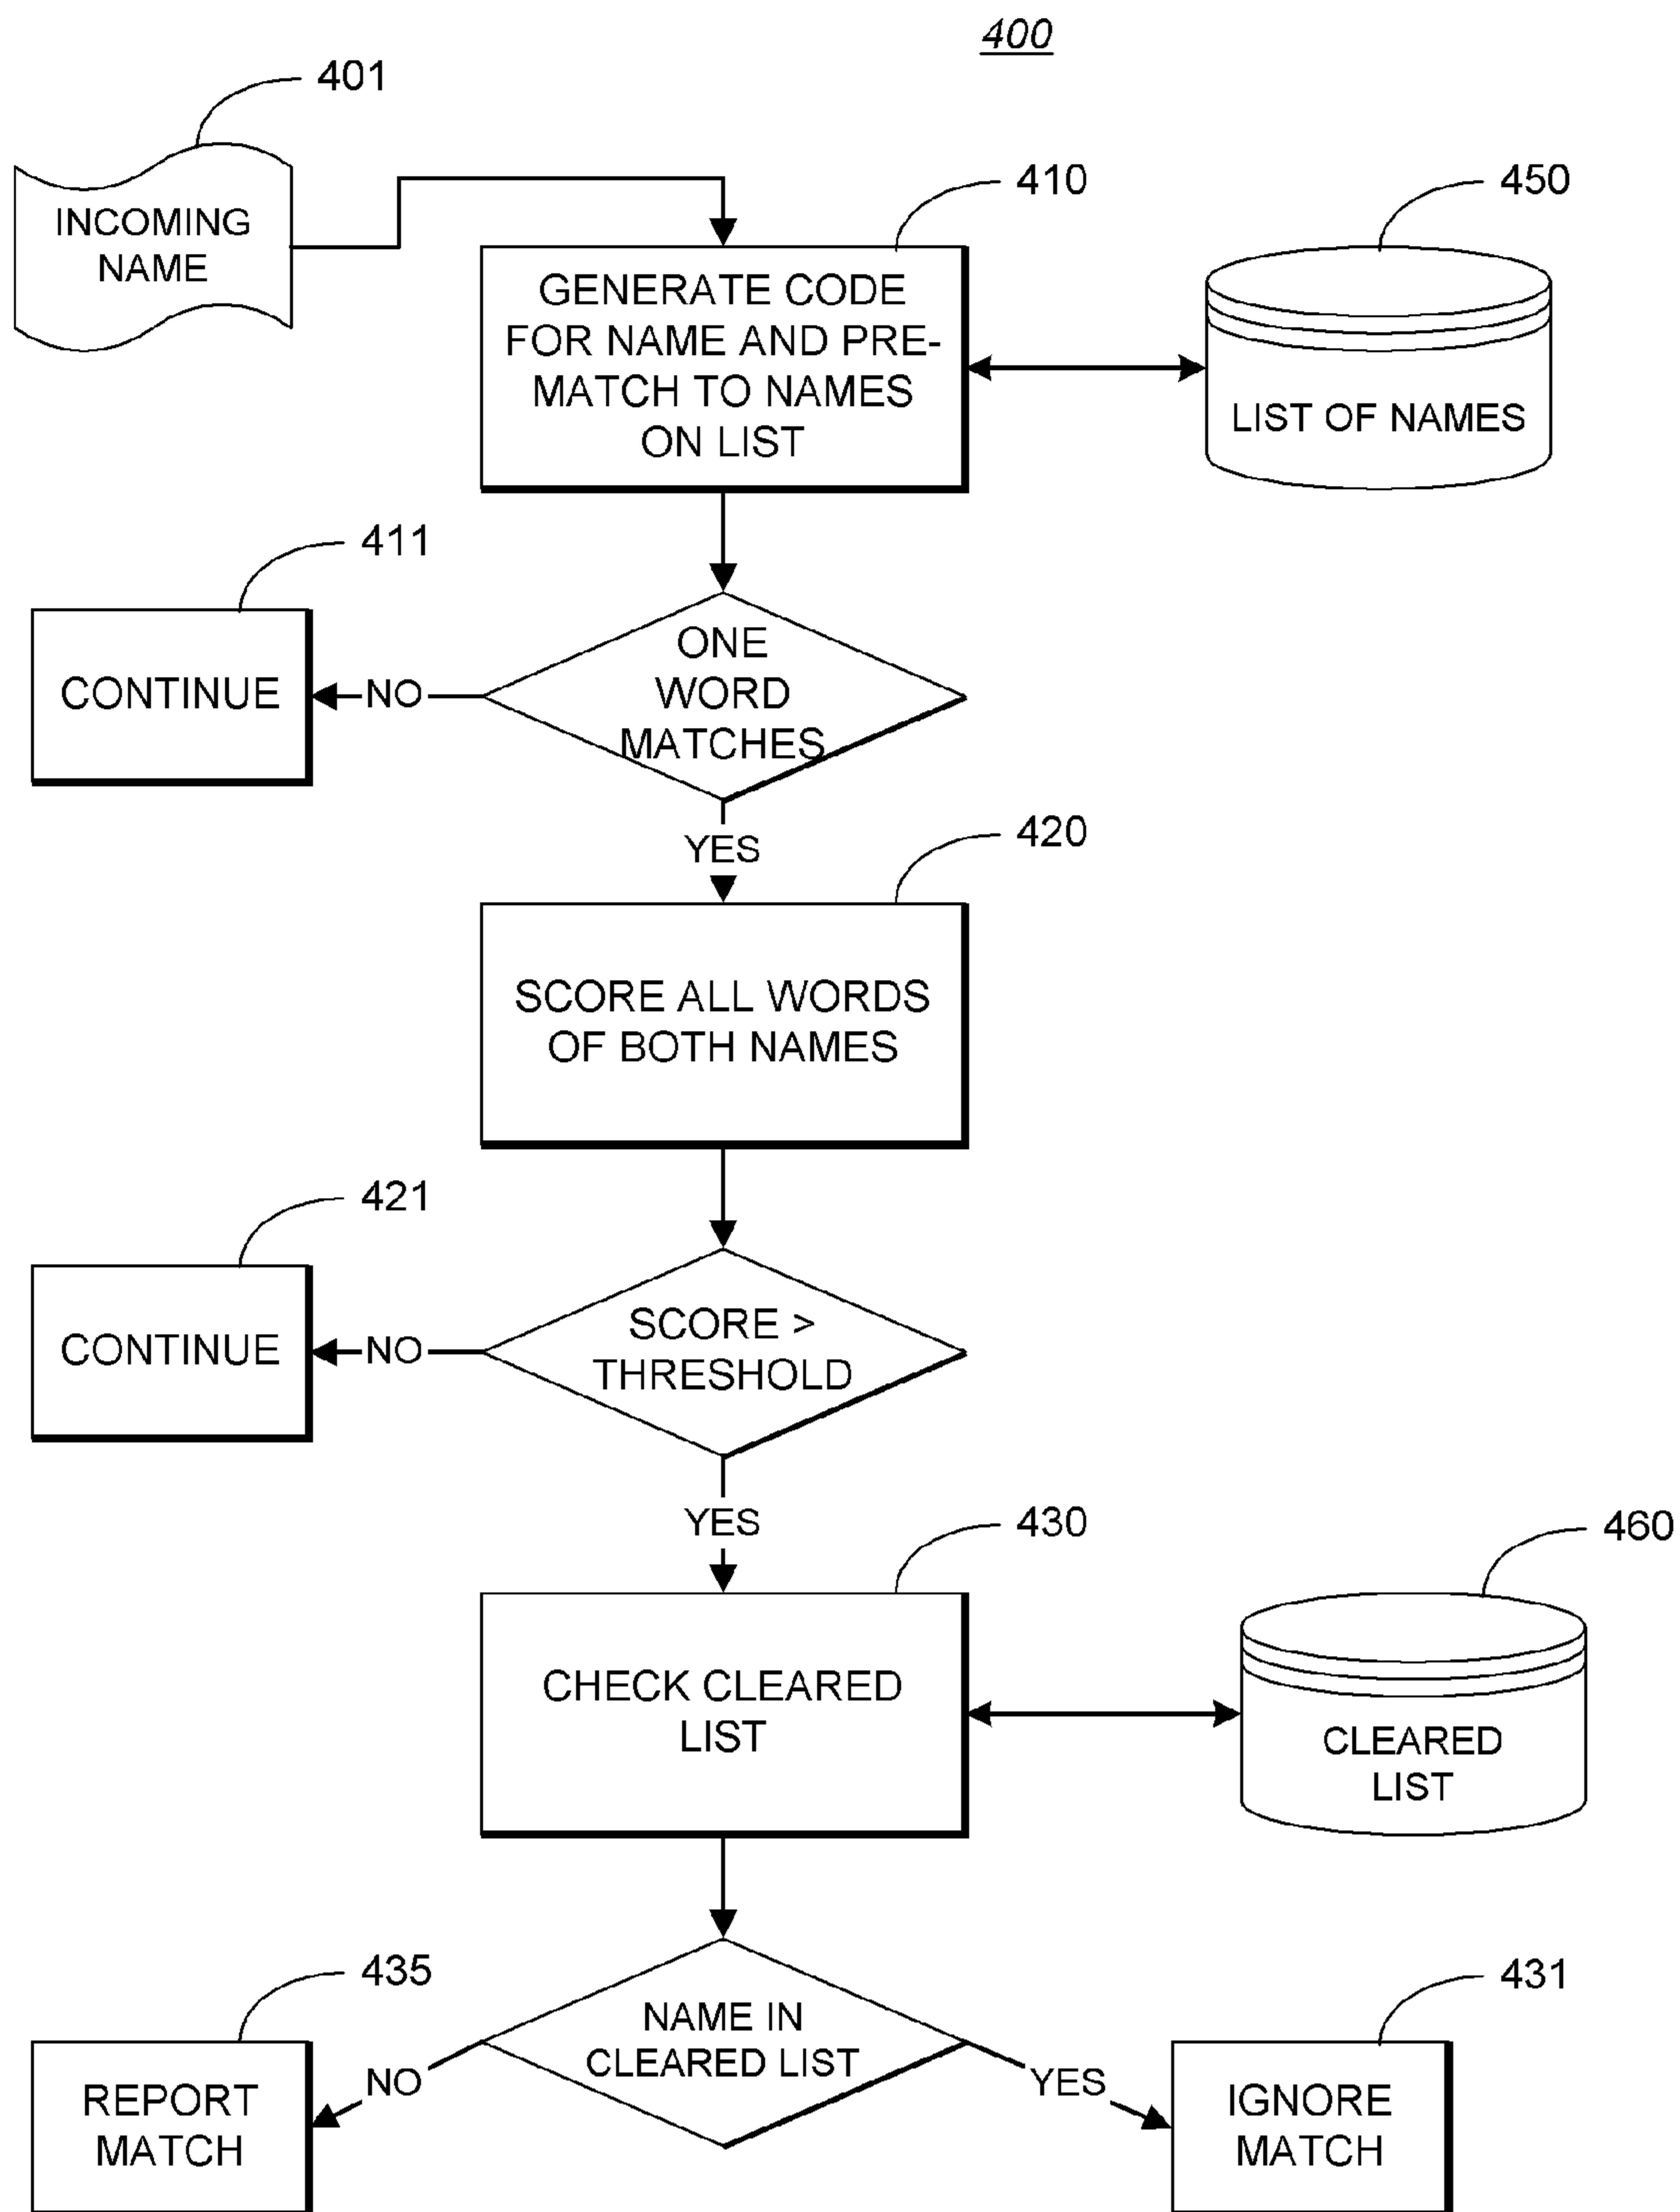 400
401
INCOMING
NAME
410
450
GENERATE CODE
FOR NAME AND PRE-
MATCH TO NAMES
ON LIST
LIST OF NAMES
411
CONTINUE
NO
ONE
WORD
MATCHES
YES
420
SCORE ALL WORDS
OF BOTH NAMES
421
CONTINUE
NO
SCORE >
THRESHOLD
YES
430
460
CHECK CLEARED
LIST
CLEARED
LIST
435
431
NAME IN
CLEARED LIST
NO
YES
REPORT
MATCH
IGNORE
MATCH